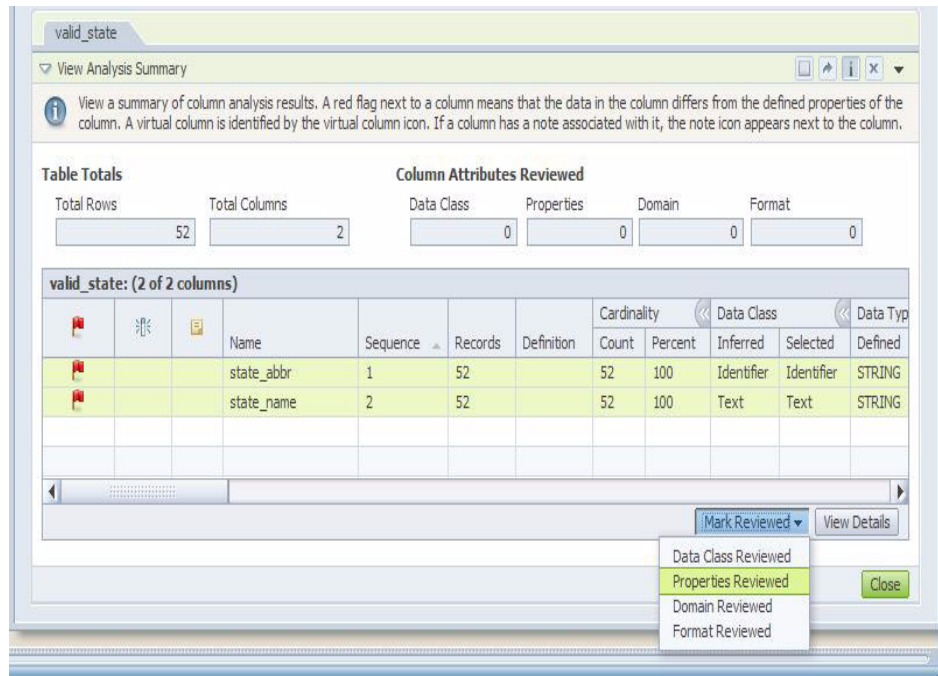 valid_state
View Analysis Summary
View a summary of column analysis results. A red flag next to a column means that the data in the column differs from the defined properties of the
column. A virtual column is identified by the virtual column icon. If a column has a note associated with it, the note icon appears next to the column.
Table Totals Column Attributes Reviewed
Total Rows Total Columns Data Class Properties Domain Format
52 2 0 0 0 0
valid_state: (2 of 2 columns)
Cardinality Data Class Data Typ
Name Sequence Records Definition Count Percent Inferred Selected Defined
state_abbr 1 52 52 100 Identifier Identifier STRING
state_name 2 52 52 100 Text Text STRING
Mark Reviewed View Details
Data Class Reviewed
Properties Reviewed
Close
Domain Reviewed
Format Reviewed